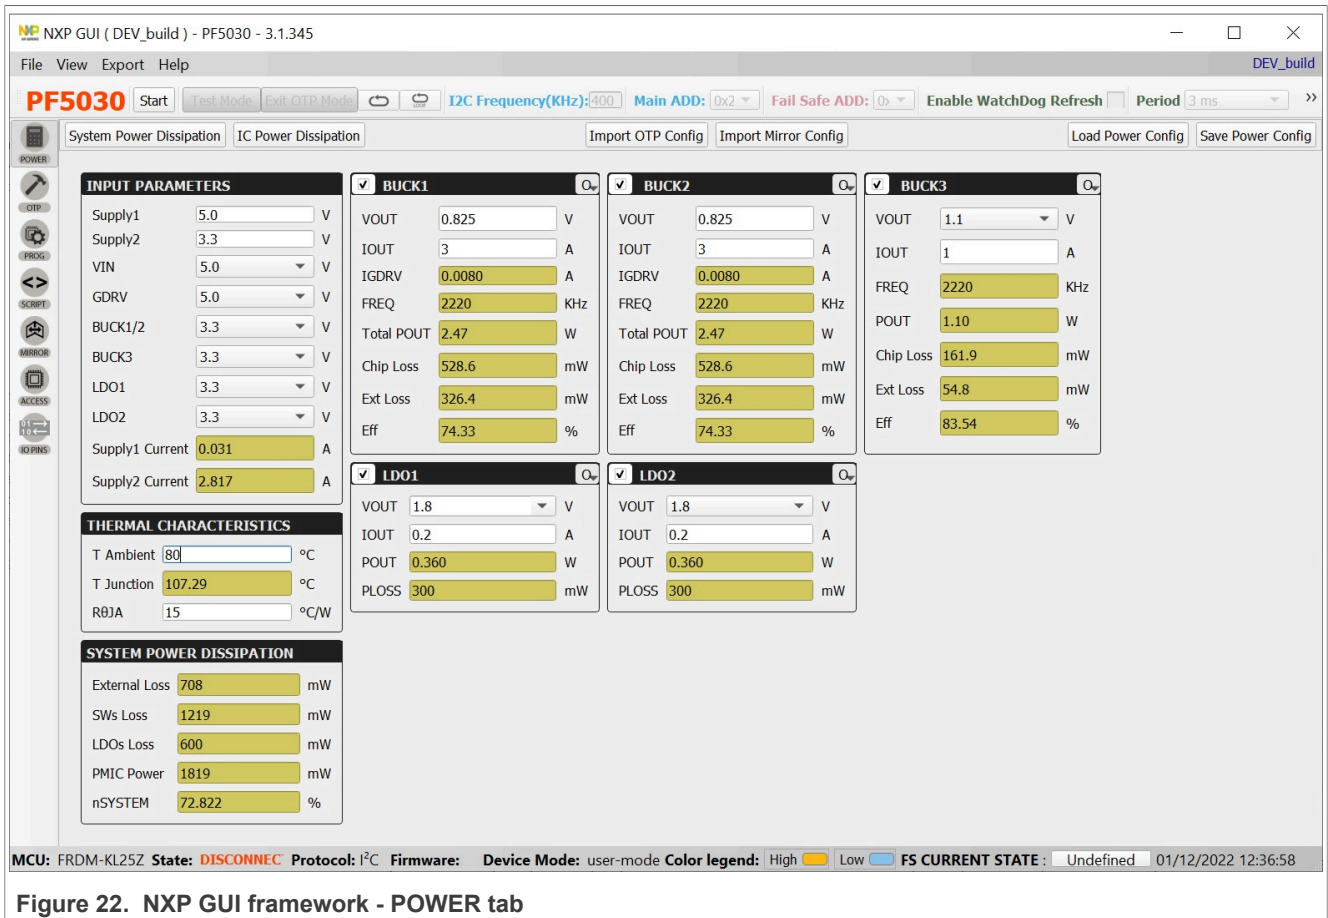 NXP GUI ( DEV_build ) - PF5030 - 3.1.345
File View Export Help DEV_build
PF5030 Start Test Mode Exit OTP Mode I2C Frequency(KHz): 400 Main ADD: 0x2 Fail Safe ADD: Enable WatchDog Refresh Period 3 ms »
System Power Dissipation IC Power Dissipation Import OTP Config Import Mirror Config Load Power Config Save Power Config
POWER
OTP
PROG
SCRIPT
MIRROR
ACCESS
IO PINS
INPUT PARAMETERS
Supply1 5.0 V
Supply2 3.3 V
VIN 5.0 V
GDRV 5.0 V
BUCK1/2 3.3 V
BUCK3 3.3 V
LDO1 3.3 V
LDO2 3.3 V
Supply1 Current 0.031 A
Supply2 Current 2.817 A
THERMAL CHARACTERISTICS
T Ambient 80 °C
T Junction 107.29 °C
RθJA 15 °C/W
SYSTEM POWER DISSIPATION
External Loss 708 mW
SWs Loss 1219 mW
LDOs Loss 600 mW
PMIC Power 1819 mW
nSYSTEM 72.822 %
BUCK1
VOUT 0.825 V
IOUT 3 A
IGDRV 0.0080 A
FREQ 2220 KHz
Total POUT 2.47 W
Chip Loss 528.6 mW
Ext Loss 326.4 mW
Eff 74.33 %
BUCK2
VOUT 0.825 V
IOUT 3 A
IGDRV 0.0080 A
FREQ 2220 KHz
Total POUT 2.47 W
Chip Loss 528.6 mW
Ext Loss 326.4 mW
Eff 74.33 %
BUCK3
VOUT 1.1 V
IOUT 1 A
FREQ 2220 KHz
POUT 1.10 W
Chip Loss 161.9 mW
Ext Loss 54.8 mW
Eff 83.54 %
LDO1
VOUT 1.8 V
IOUT 0.2 A
POUT 0.360 W
PLOSS 300 mW
LDO2
VOUT 1.8 V
IOUT 0.2 A
POUT 0.360 W
PLOSS 300 mW
MCU: FRDM-KL25Z State: DISCONNEC Protocol: I²C Firmware: Device Mode: user-mode Color legend: High Low FS CURRENT STATE : Undefined 01/12/2022 12:36:58
Figure 22. NXP GUI framework - POWER tab